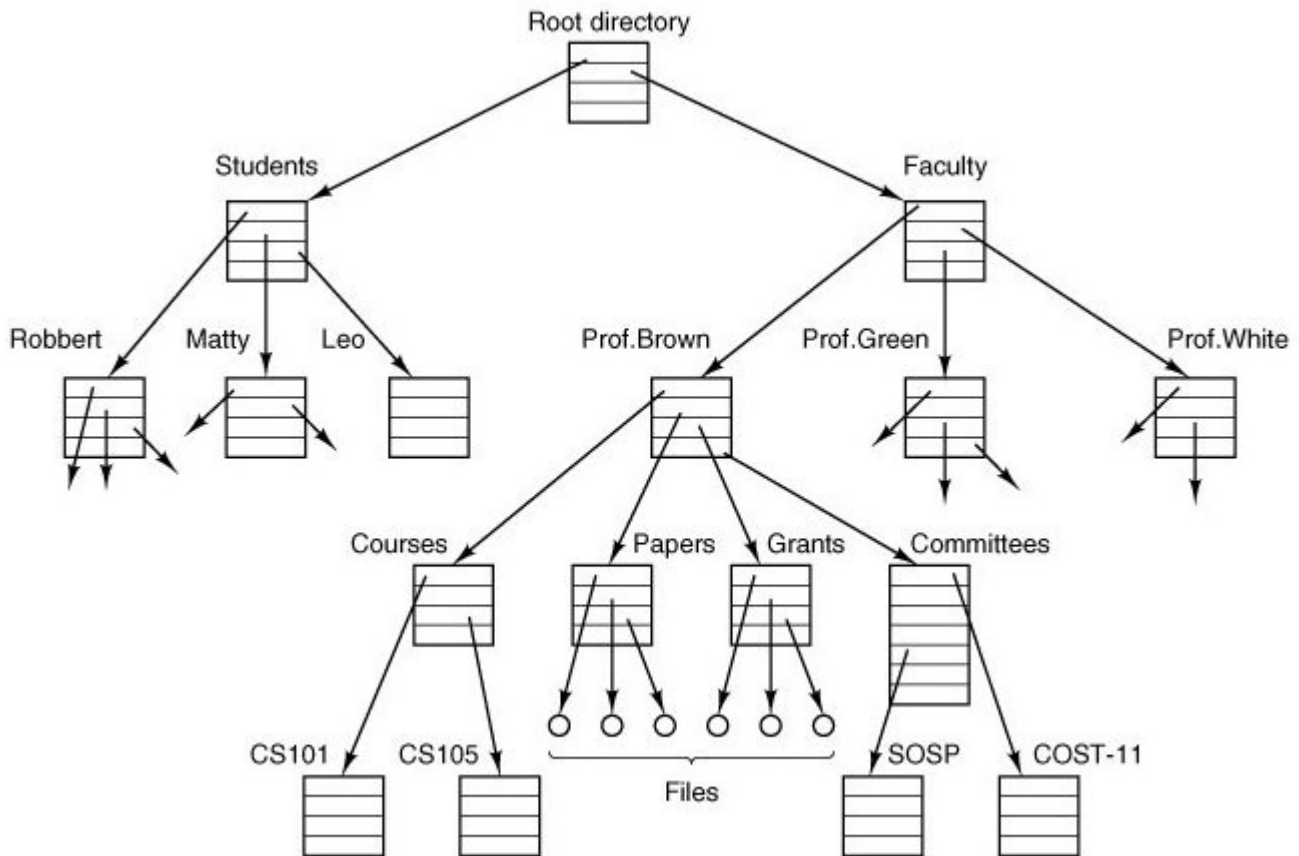 Root directory
Students
Faculty
Robbert
Matty
Leo
Prof.Brown
Prof.Green
Prof.White
Courses
Papers
Grants
Committees
CS101
CS105
Files
SOSP
COST-11